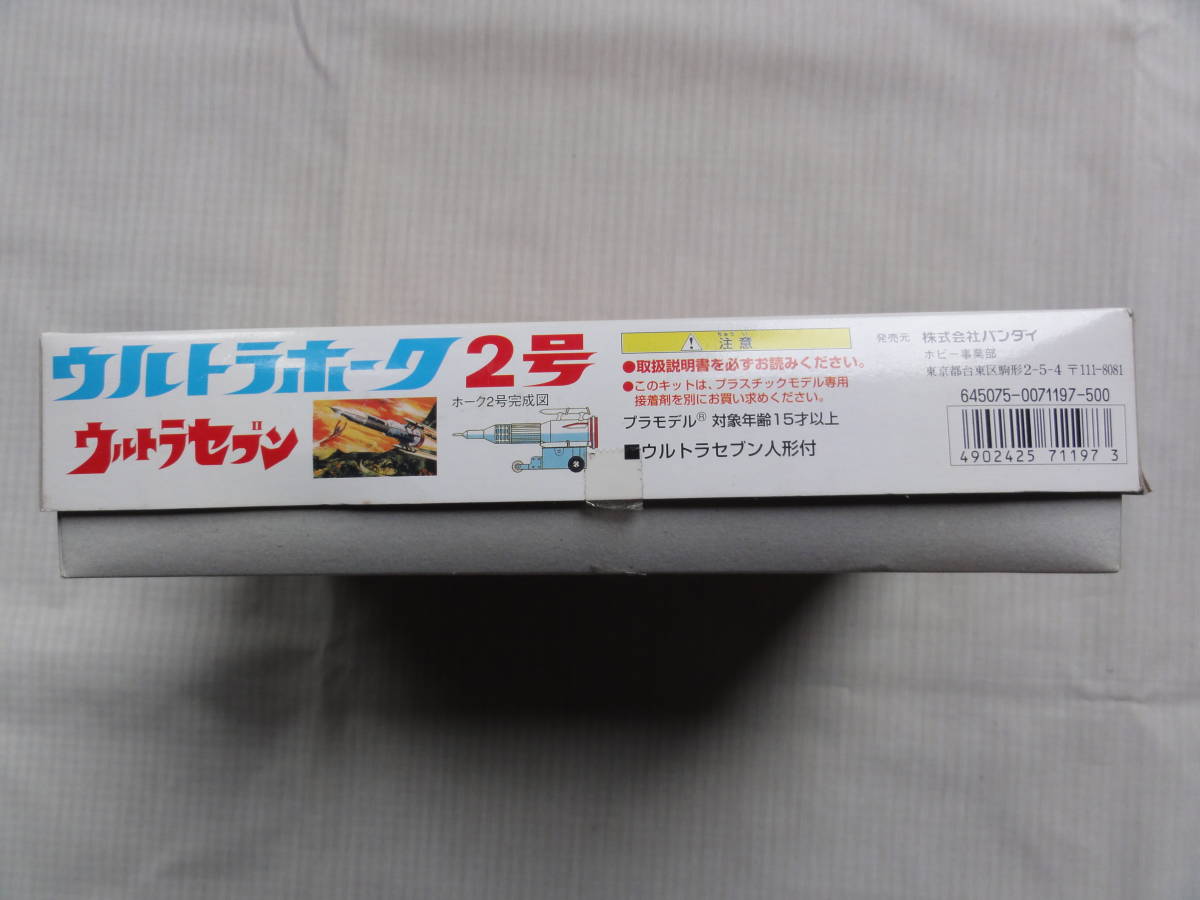 ウルトラホーク2号
ウルトラセブン
ホーク2号完成図
ちゅうい
注意
●取扱説明書を必ずお読みください。
●このキットは、プラスチックモデル専用
接着剤を別にお買い求めください。
プラモデル® 対象年齢15才以上
■ウルトラセブン人形付
発売元 株式会社バンダイ
ホビー事業部
東京都台東区駒形2-5-4 〒111-8081
645075-0071197-500
4902425 71197 3